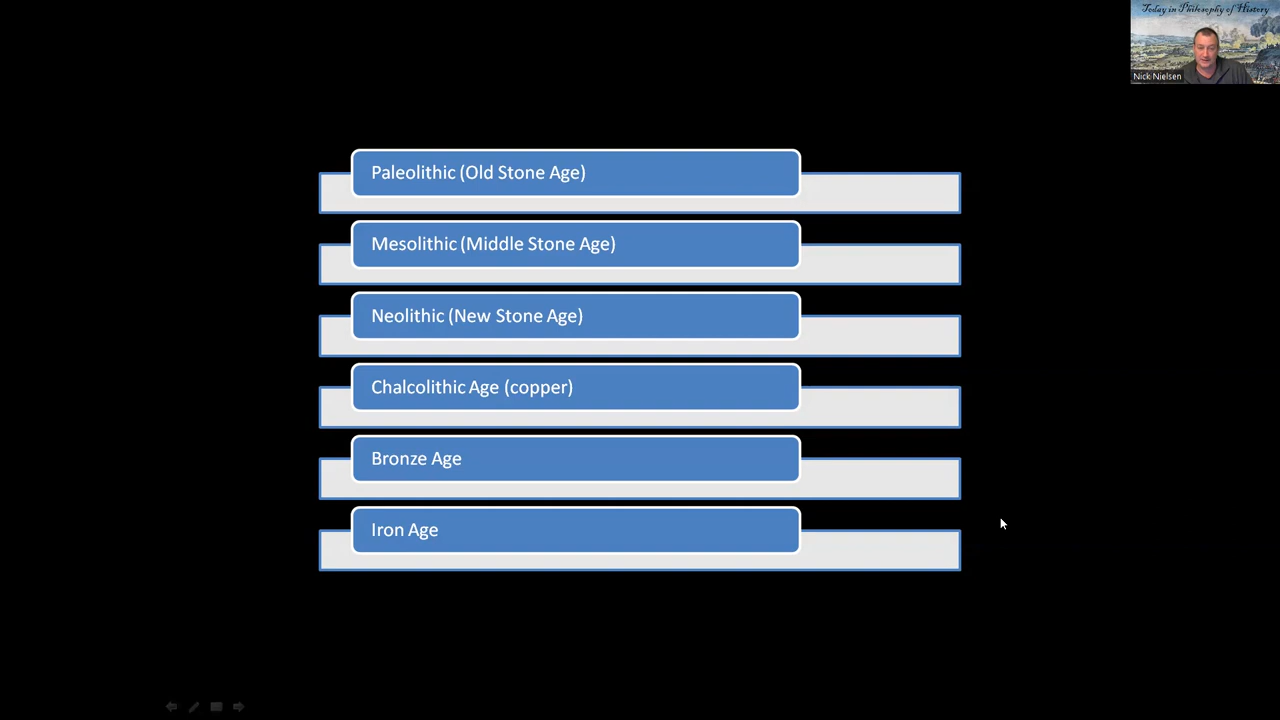 Today in Philosophy of History
Nick Nielsen
Paleolithic (Old Stone Age)
Mesolithic (Middle Stone Age)
Neolithic (New Stone Age)
Chalcolithic Age (copper)
Bronze Age
Iron Age